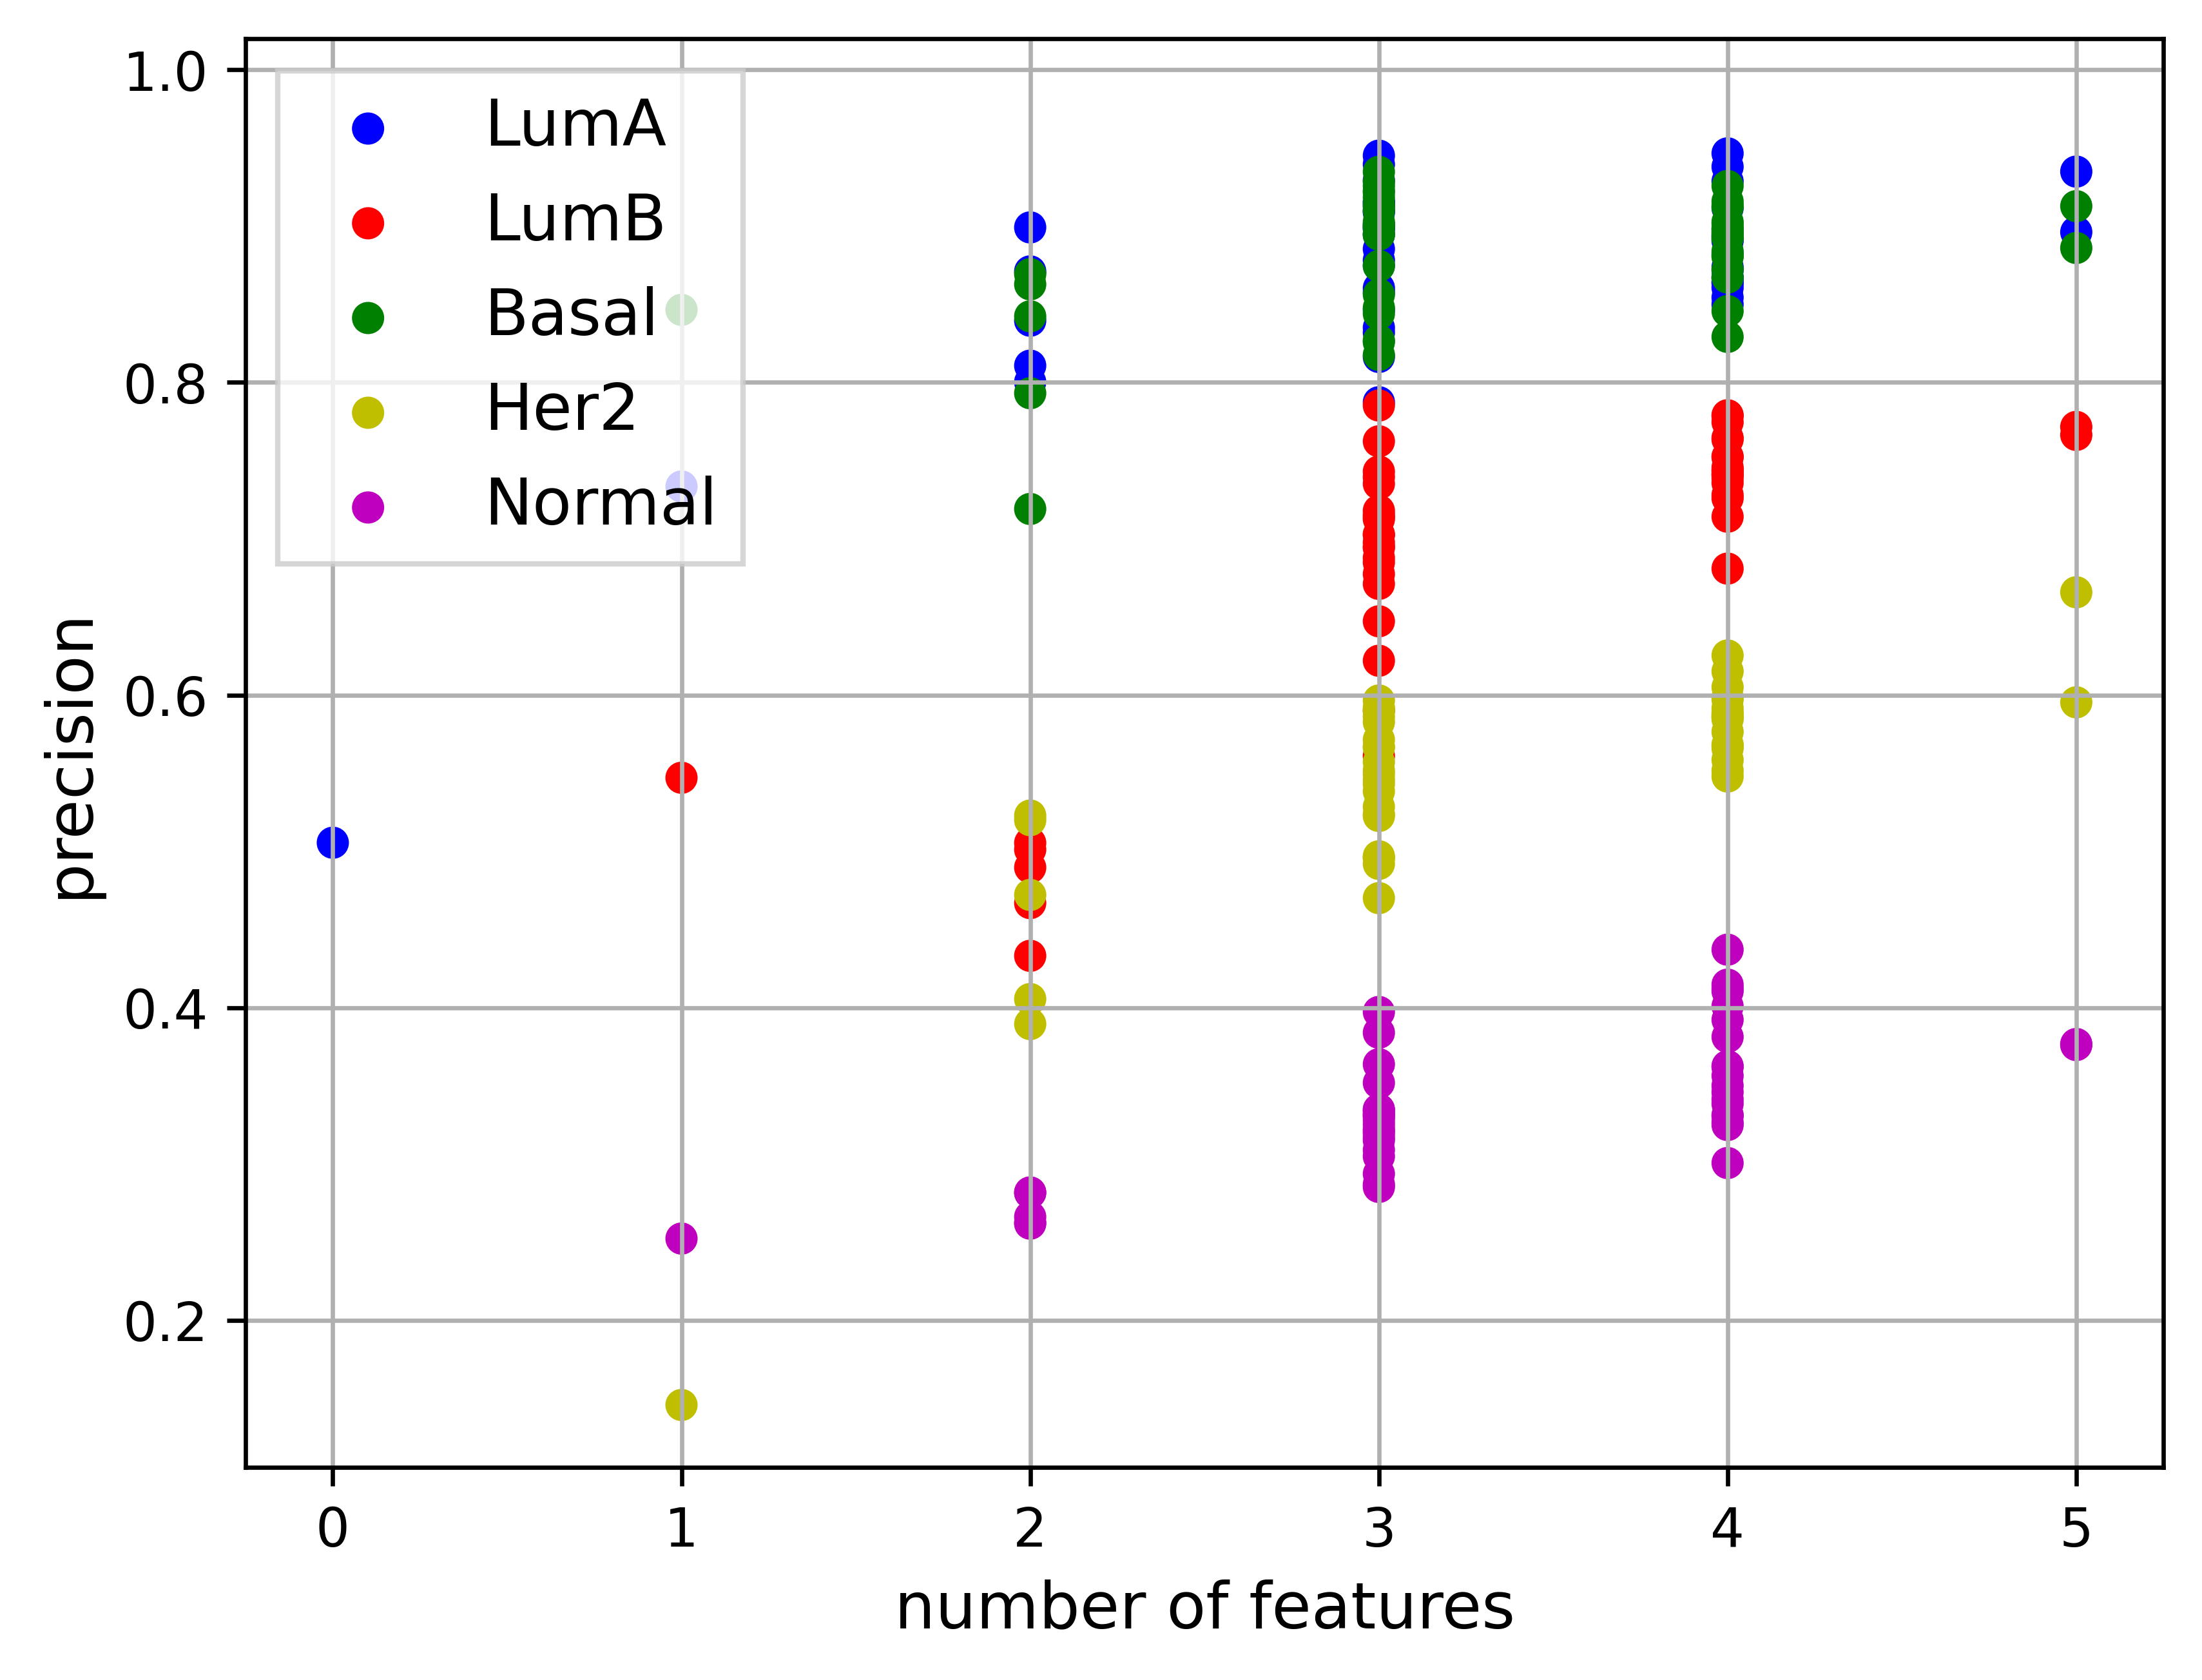 1.0
0.8
0.6
0.4
0.2
precision
LumA
LumB
Basal
Her2
Normal
0 1 2 3 4 5
number of features